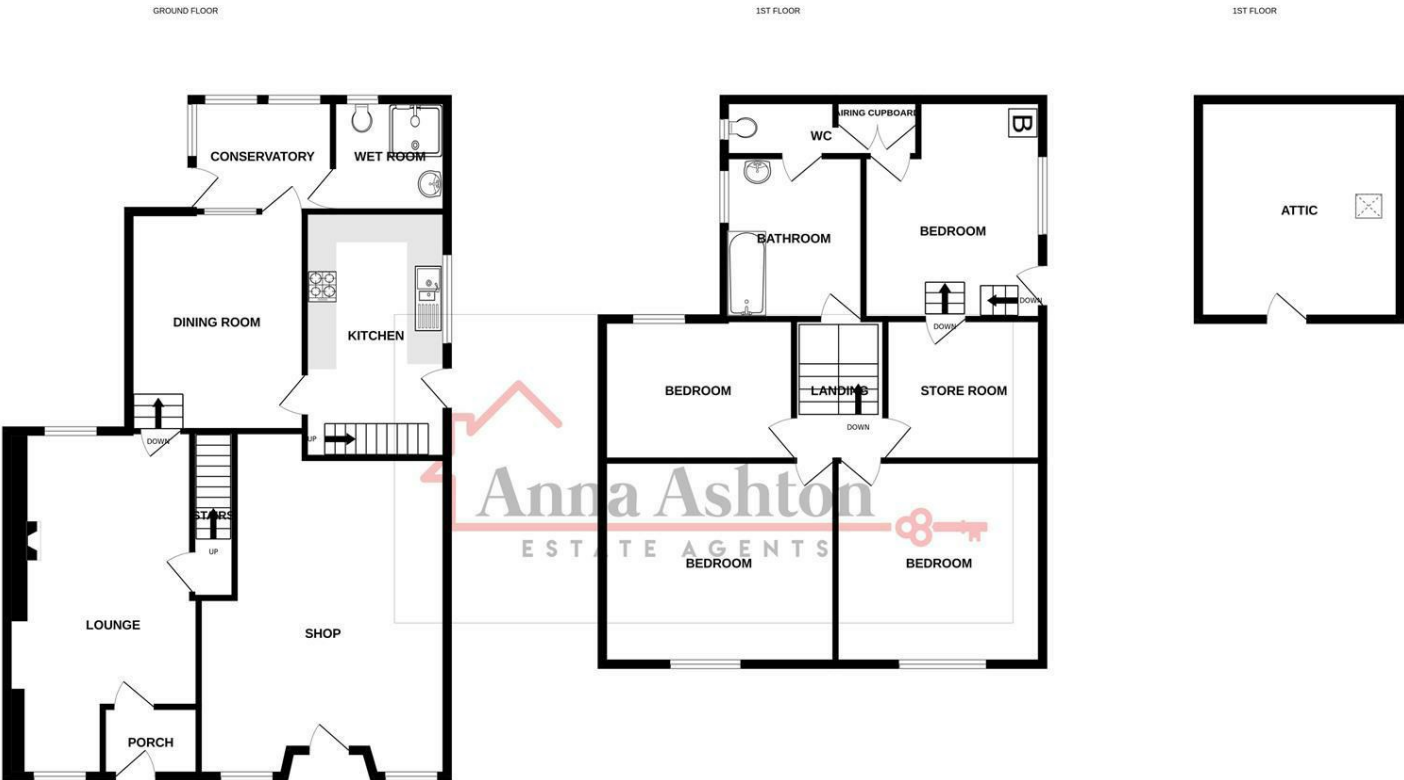 GROUND FLOOR
1ST FLOOR
1ST FLOOR
CONSERVATORY
WET ROOM
DINING ROOM
KITCHEN
DOWN
UP
STAIRS
UP
LOUNGE
SHOP
PORCH
AIRING CUPBOARD
B
WC
BATHROOM
BEDROOM
DOWN
DOWN
BEDROOM
LANDING
STORE ROOM
DOWN
BEDROOM
BEDROOM
ATTIC
Anna Ashton
ESTATE AGENTS